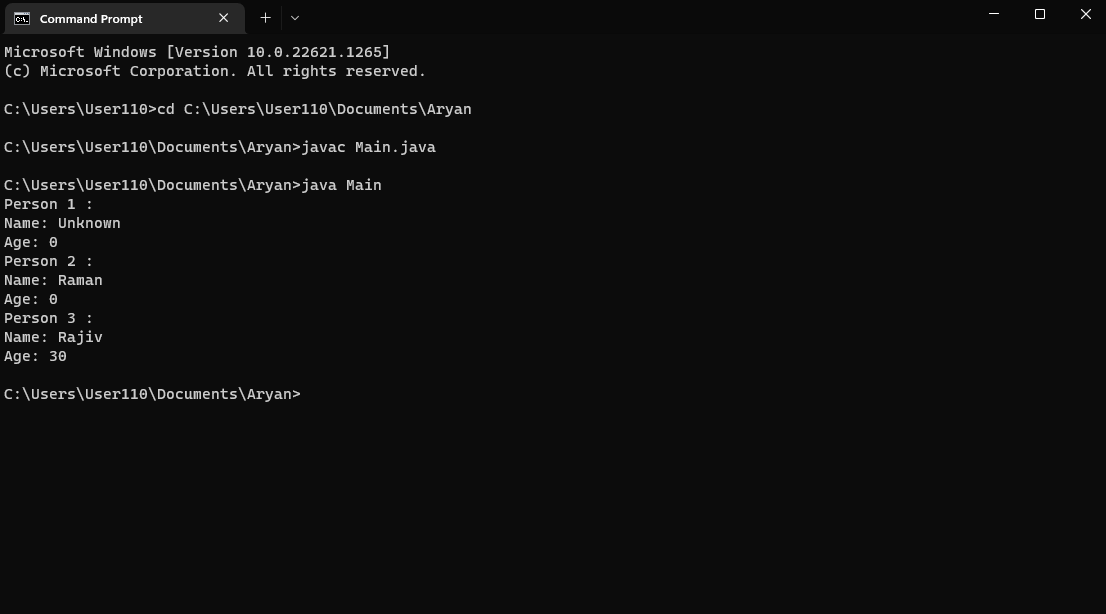 Command Prompt
Microsoft Windows [Version 10.0.22621.1265]
(c) Microsoft Corporation. All rights reserved.
C:\Users\User110>cd C:\Users\User110\Documents\Aryan
C:\Users\User110\Documents\Aryan>javac Main.java
C:\Users\User110\Documents\Aryan>java Main
Person 1 :
Name: Unknown
Age: 0
Person 2 :
Name: Raman
Age: 0
Person 3 :
Name: Rajiv
Age: 30
C:\Users\User110\Documents\Aryan>